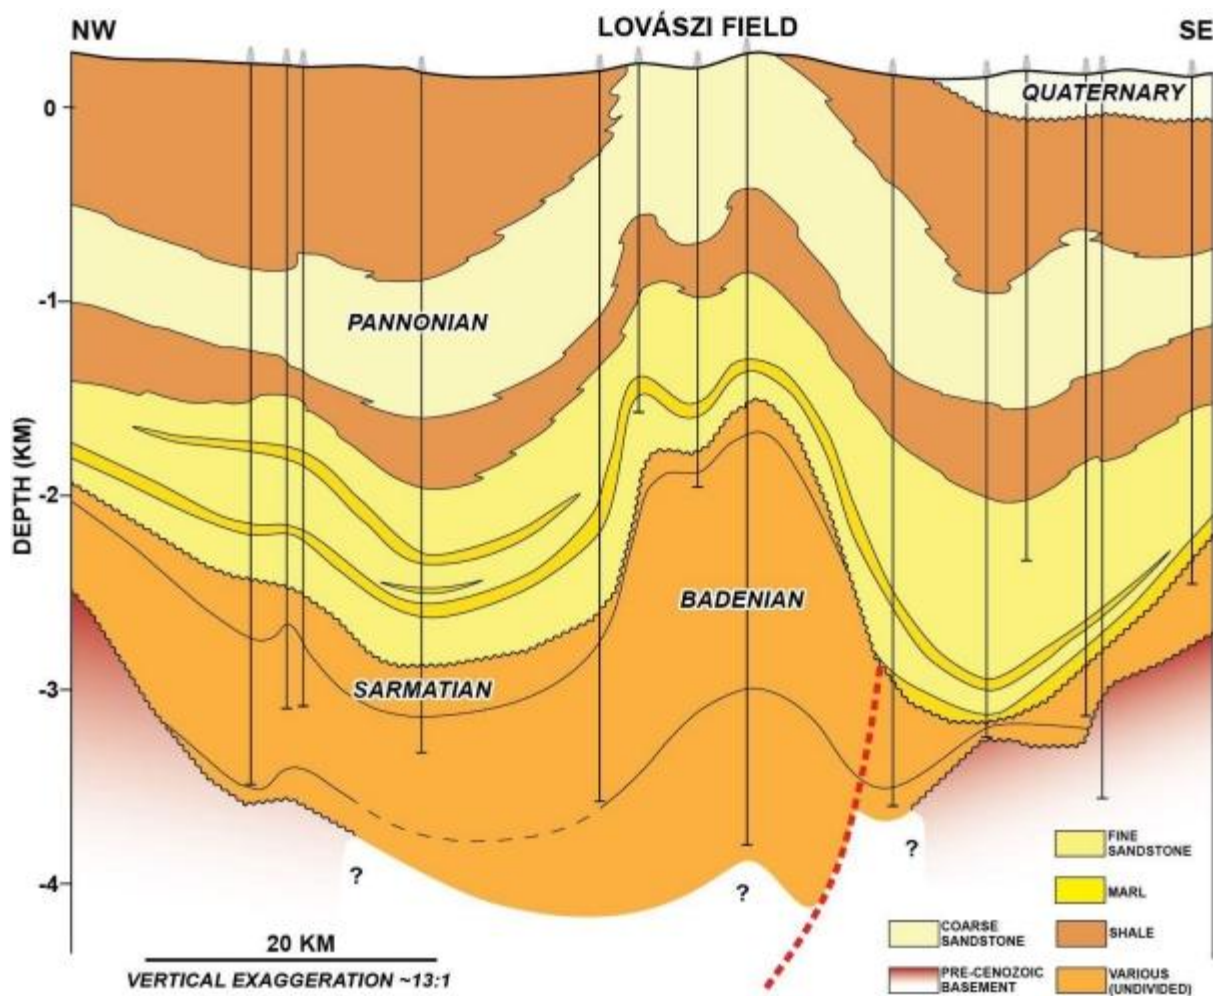 NW
LOVÁSZI FIELD
SE
QUATERNARY
0
PANNONIAN
-1
DEPTH (KM)
-2
BADENIAN
SARMATIAN
-3
?
?
?
-4
20 KM
VERTICAL EXAGGERATION ~13:1
FINE
SANDSTONE
MARL
COARSE
SANDSTONE
SHALE
PRE-CENOZOIC
BASEMENT
VARIOUS
(UNDIVIDED)